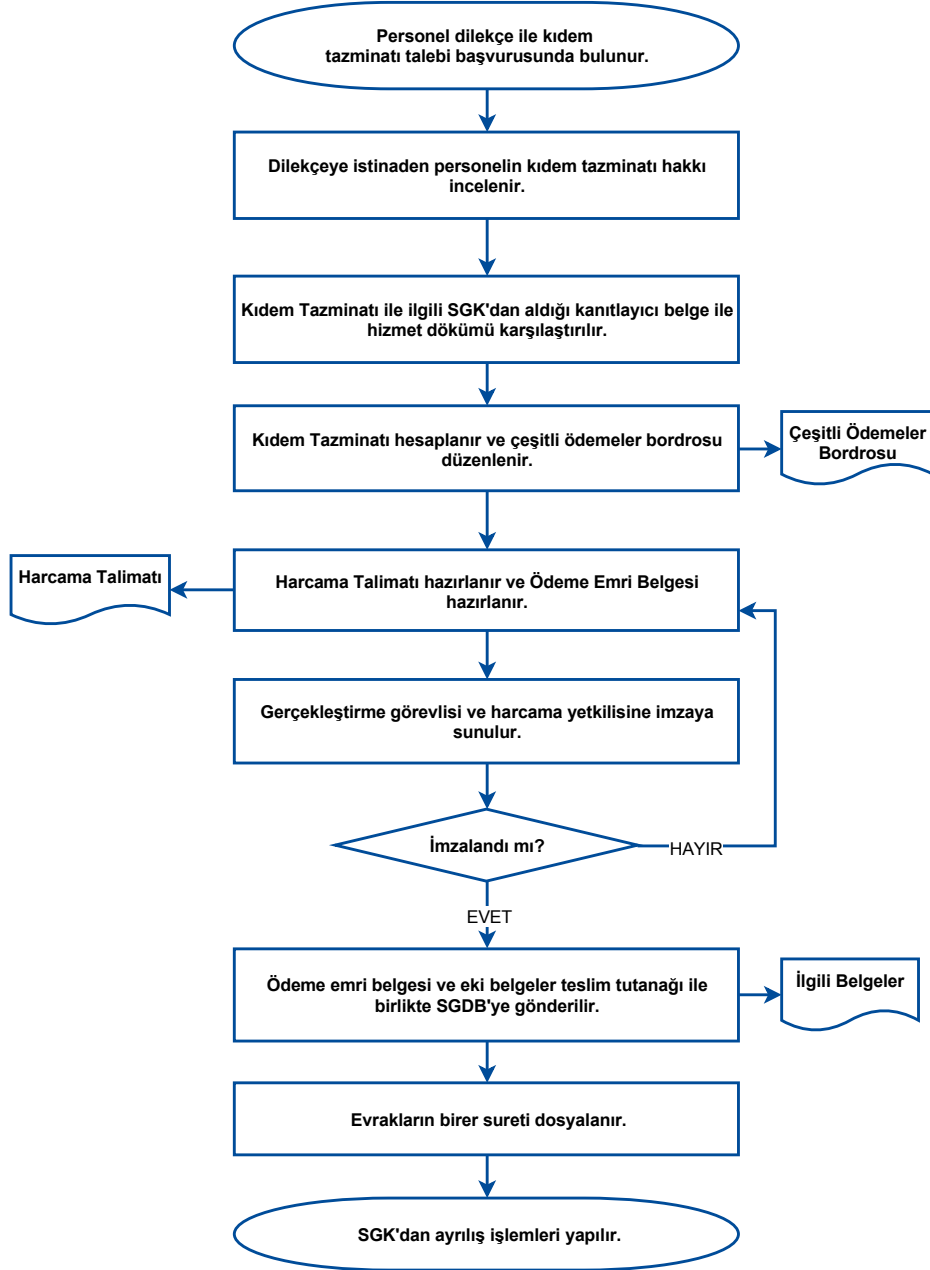 Personel dilekçe ile kıdem
tazminatı talebi başvurusunda bulunur.
Dilekçeye istinaden personelin kıdem tazminatı hakkı
incelenir.
Kıdem Tazminatı ile ilgili SGK'dan aldığı kanıtlayıcı belge ile
hizmet dökümü karşılaştırılır.
Kıdem Tazminatı hesaplanır ve çeşitli ödemeler bordrosu
düzenlenir.
Çeşitli Ödemeler
Bordrosu
Harcama Talimatı
Harcama Talimatı hazırlanır ve Ödeme Emri Belgesi
hazırlanır.
Gerçekleştirme görevlisi ve harcama yetkilisine imzaya
sunulur.
İmzalandı mı?
HAYIR
EVET
Ödeme emri belgesi ve eki belgeler teslim tutanağı ile
birlikte SGDB'ye gönderilir.
İlgili Belgeler
Evrakların birer sureti dosyalanır.
SGK'dan ayrılış işlemleri yapılır.